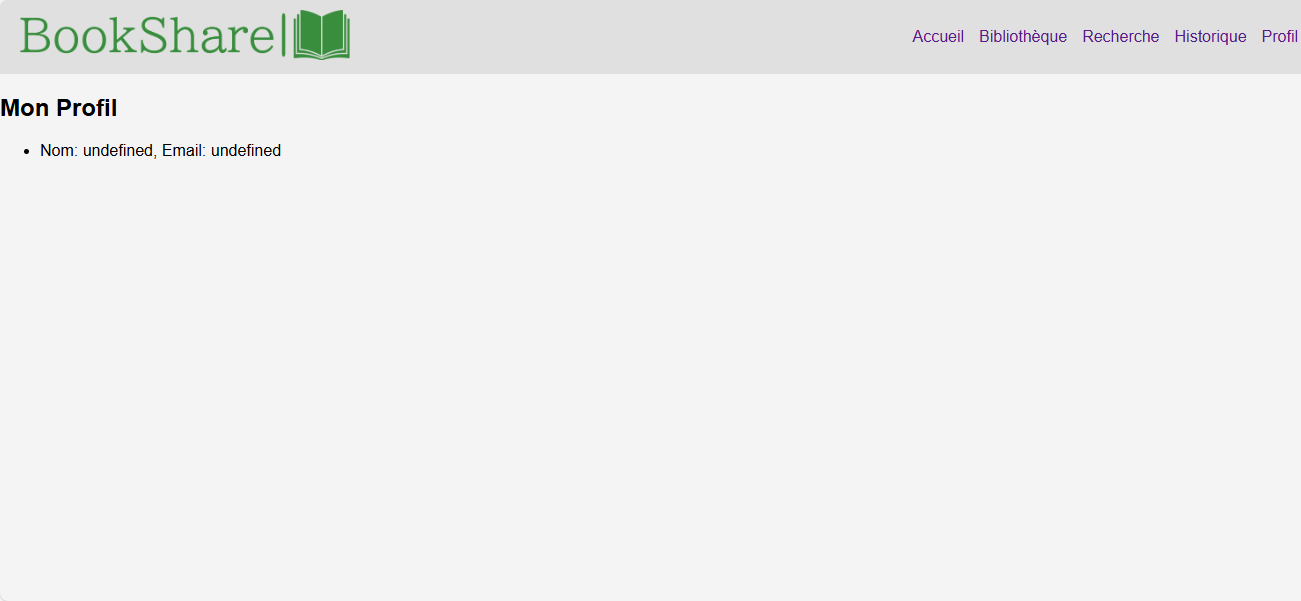 BookShare
Accueil Bibliothèque Recherche Historique Profil
Mon Profil
• Nom: undefined, Email: undefined